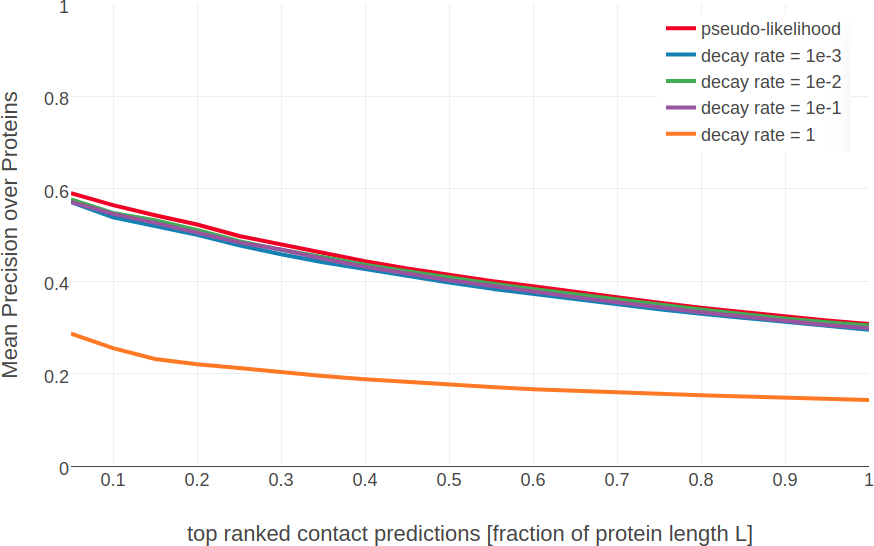 1
0.8
0.6
0.4
0.2
0
Mean Precision over Proteins
pseudo-likelihood
decay rate = 1e-3
decay rate = 1e-2
decay rate = 1e-1
decay rate = 1
0.1 0.2 0.3 0.4 0.5 0.6 0.7 0.8 0.9 1
top ranked contact predictions [fraction of protein length L]